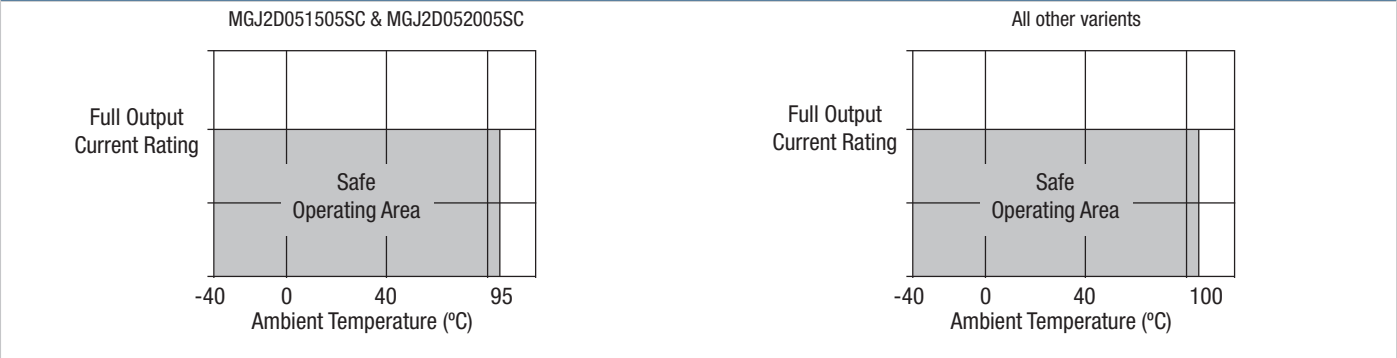 MGJ2D051505SC & MGJ2D052005SC
Full Output
Current Rating
Safe
Operating Area
-40 0 40 95
Ambient Temperature (ºC)
All other varients
Full Output
Current Rating
Safe
Operating Area
-40 0 40 100
Ambient Temperature (ºC)